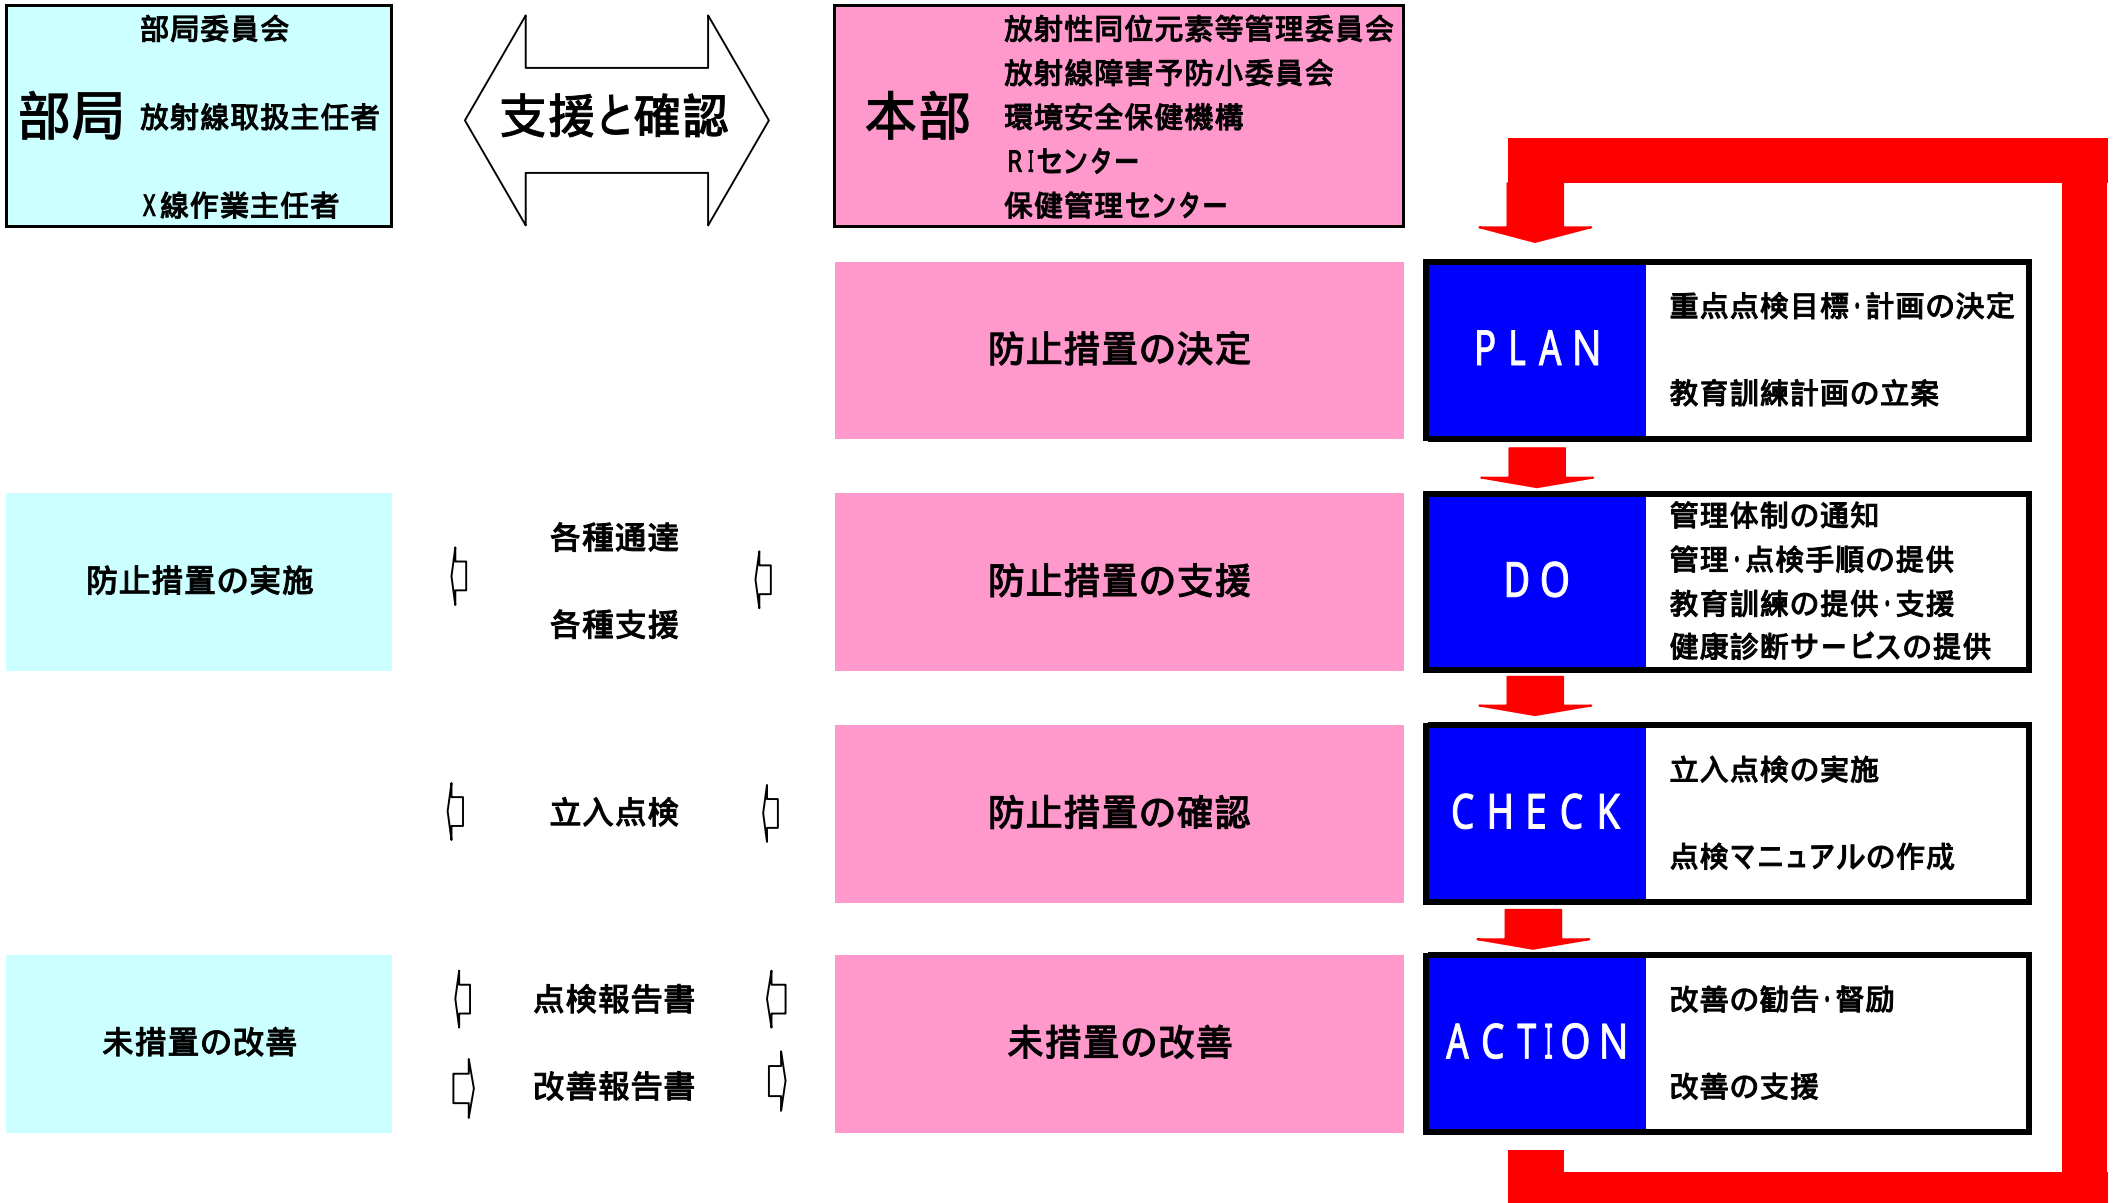 部局
部局委員会
放射線取扱主任者
X線作業主任者
支援と確認
本部
放射性同位元素等管理委員会
放射線障害予防小委員会
環境安全保健機構
RIセンター
保健管理センター
防止措置の決定
PLAN
重点点検目標・計画の決定
教育訓練計画の立案
防止措置の実施
各種通達
各種支援
防止措置の支援
DO
管理体制の通知
管理・点検手順の提供
教育訓練の提供・支援
健康診断サービスの提供
立入点検
防止措置の確認
CHECK
立入点検の実施
点検マニュアルの作成
未措置の改善
点検報告書
改善報告書
未措置の改善
ACTION
改善の勧告・督励
改善の支援